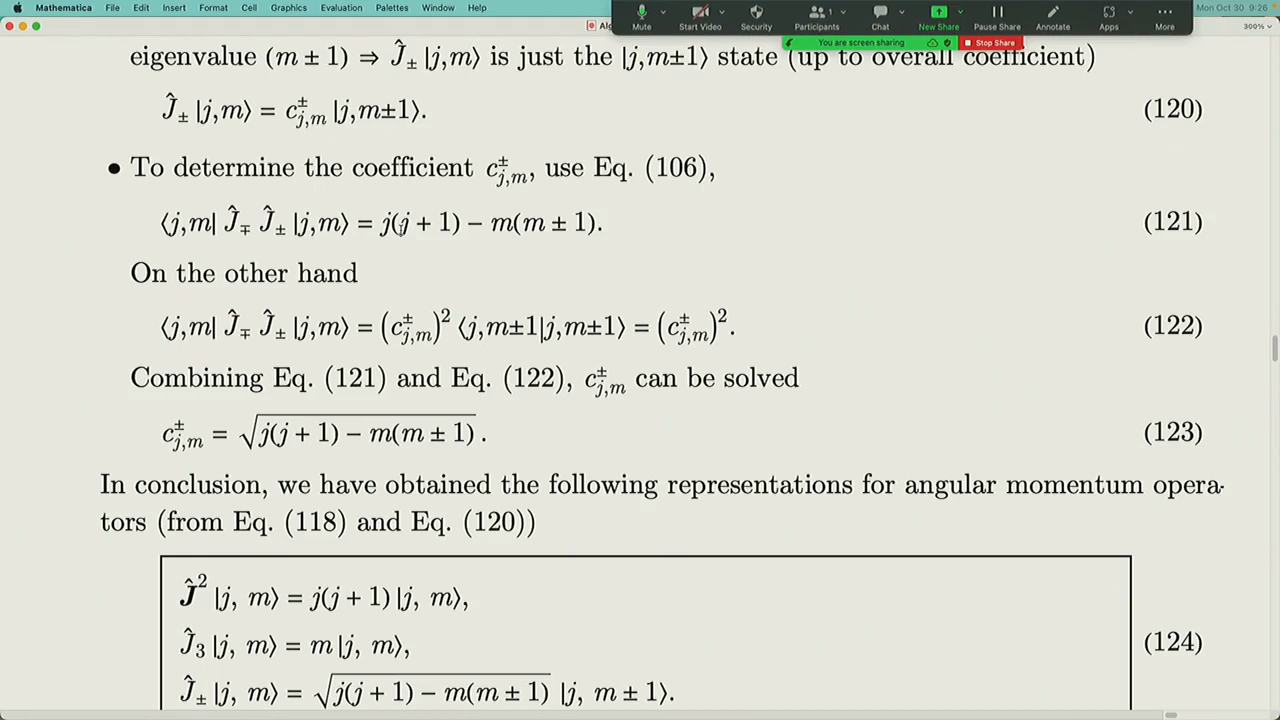 Mathematica File Edit Insert Format Cell Graphics Evaluation Palettes Window Help Mon Oct 30 9:26
Mute Start Video Security Participants 1 Chat New Share Pause Share Annotate Apps More
You are screen sharing Stop Share
300%
eigenvalue (m ± 1) ⇒ Ĵ± |j,m⟩ is just the |j,m±1⟩ state (up to overall coefficient)
Ĵ± |j,m⟩ = c±j,m |j,m±1⟩. (120)
• To determine the coefficient c±j,m, use Eq. (106),
⟨j,m| Ĵ∓ Ĵ± |j,m⟩ = j(j + 1) − m(m ± 1). (121)
On the other hand
⟨j,m| Ĵ∓ Ĵ± |j,m⟩ = (c±j,m)² ⟨j,m±1|j,m±1⟩ = (c±j,m)². (122)
Combining Eq. (121) and Eq. (122), c±j,m can be solved
c±j,m = √j(j + 1) − m(m ± 1) . (123)
In conclusion, we have obtained the following representations for angular momentum opera-
tors (from Eq. (118) and Eq. (120))
Ĵ² |j, m⟩ = j(j + 1) |j, m⟩,
Ĵ3 |j, m⟩ = m |j, m⟩, (124)
Ĵ± |j, m⟩ = √j(j + 1) − m(m ± 1) |j, m ± 1⟩.